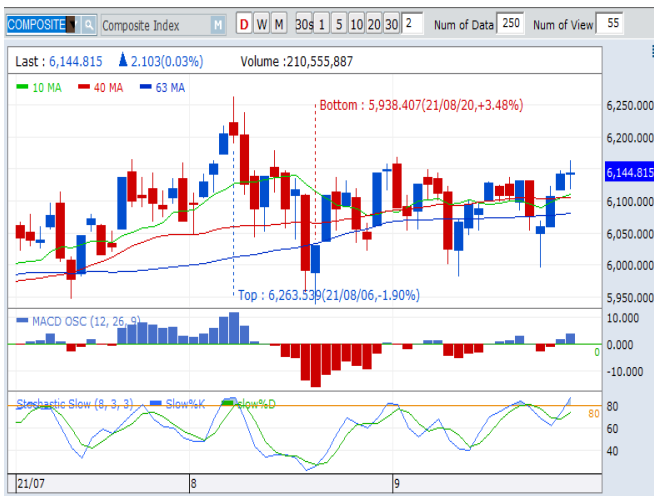 COMPOSITE Composite Index M D W M 30s 1 5 10 20 30 2 Num of Data 250 Num of View 55
Last : 6,144.815 ▲ 2.103(0.03%) Volume :210,555,887
10 MA 40 MA 63 MA
Bottom : 5,938.407(21/08/20,+3.48%)
6,250.000
6,200.000
6,144.815
6,100.000
6,050.000
6,000.000
5,950.000
Top : 6,263.539(21/08/06,-1.90%)
MACD OSC (12, 26, 9)
10.000
0.000
0
-10.000
Stochastic Slow (8, 3, 3) Slow%K slow%D
80
80
60
40
21/07 8 9